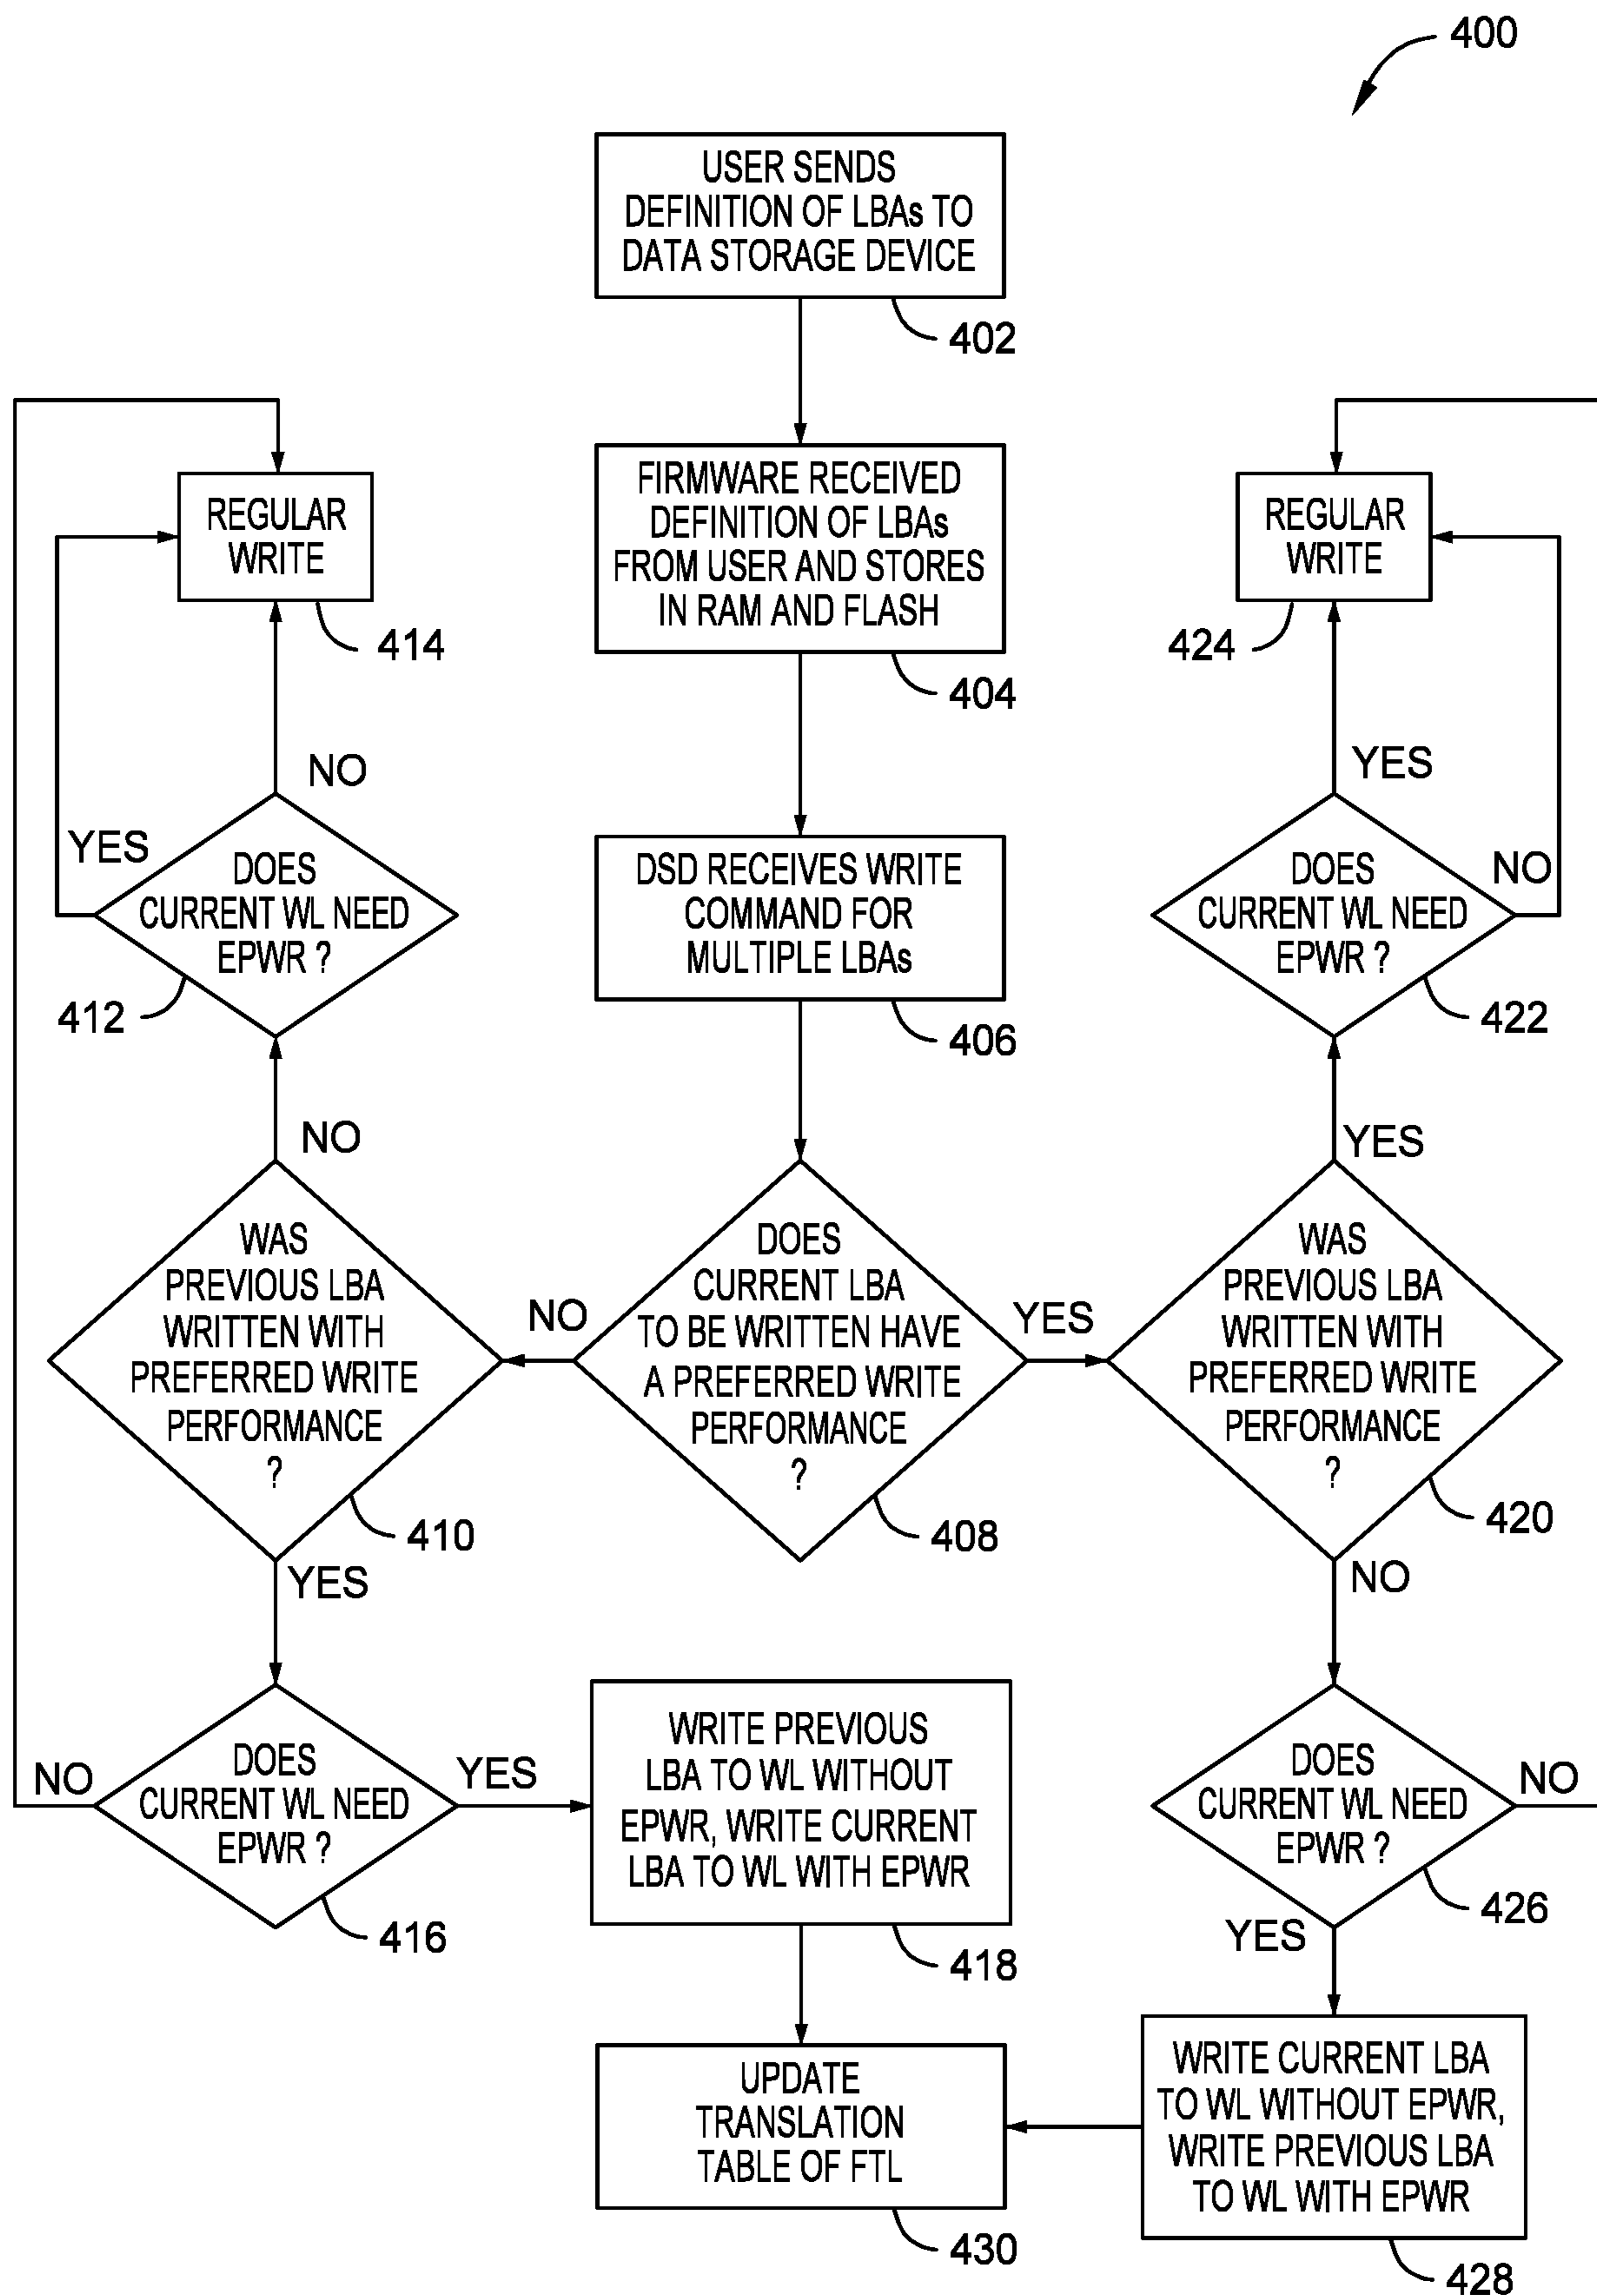 400
USER SENDS
DEFINITION OF LBAs TO
DATA STORAGE DEVICE
402
FIRMWARE RECEIVED
DEFINITION OF LBAs
FROM USER AND STORES
IN RAM AND FLASH
404
REGULAR
WRITE
414
REGULAR
WRITE
424
NO
YES
DOES
CURRENT WL NEED
EPWR ?
412
DSD RECEIVES WRITE
COMMAND FOR
MULTIPLE LBAs
406
YES
NO
DOES
CURRENT WL NEED
EPWR ?
422
NO
WAS
PREVIOUS LBA
WRITTEN WITH
PREFERRED WRITE
PERFORMANCE
?
410
NO
DOES
CURRENT LBA
TO BE WRITTEN HAVE
A PREFERRED WRITE
PERFORMANCE
?
408
YES
YES
WAS
PREVIOUS LBA
WRITTEN WITH
PREFERRED WRITE
PERFORMANCE
?
420
YES
NO
NO
DOES
CURRENT WL NEED
EPWR ?
416
YES
WRITE PREVIOUS
LBA TO WL WITHOUT
EPWR, WRITE CURRENT
LBA TO WL WITH EPWR
418
DOES
CURRENT WL NEED
EPWR ?
NO
426
YES
UPDATE
TRANSLATION
TABLE OF FTL
430
WRITE CURRENT LBA
TO WL WITHOUT EPWR,
WRITE PREVIOUS LBA
TO WL WITH EPWR
428